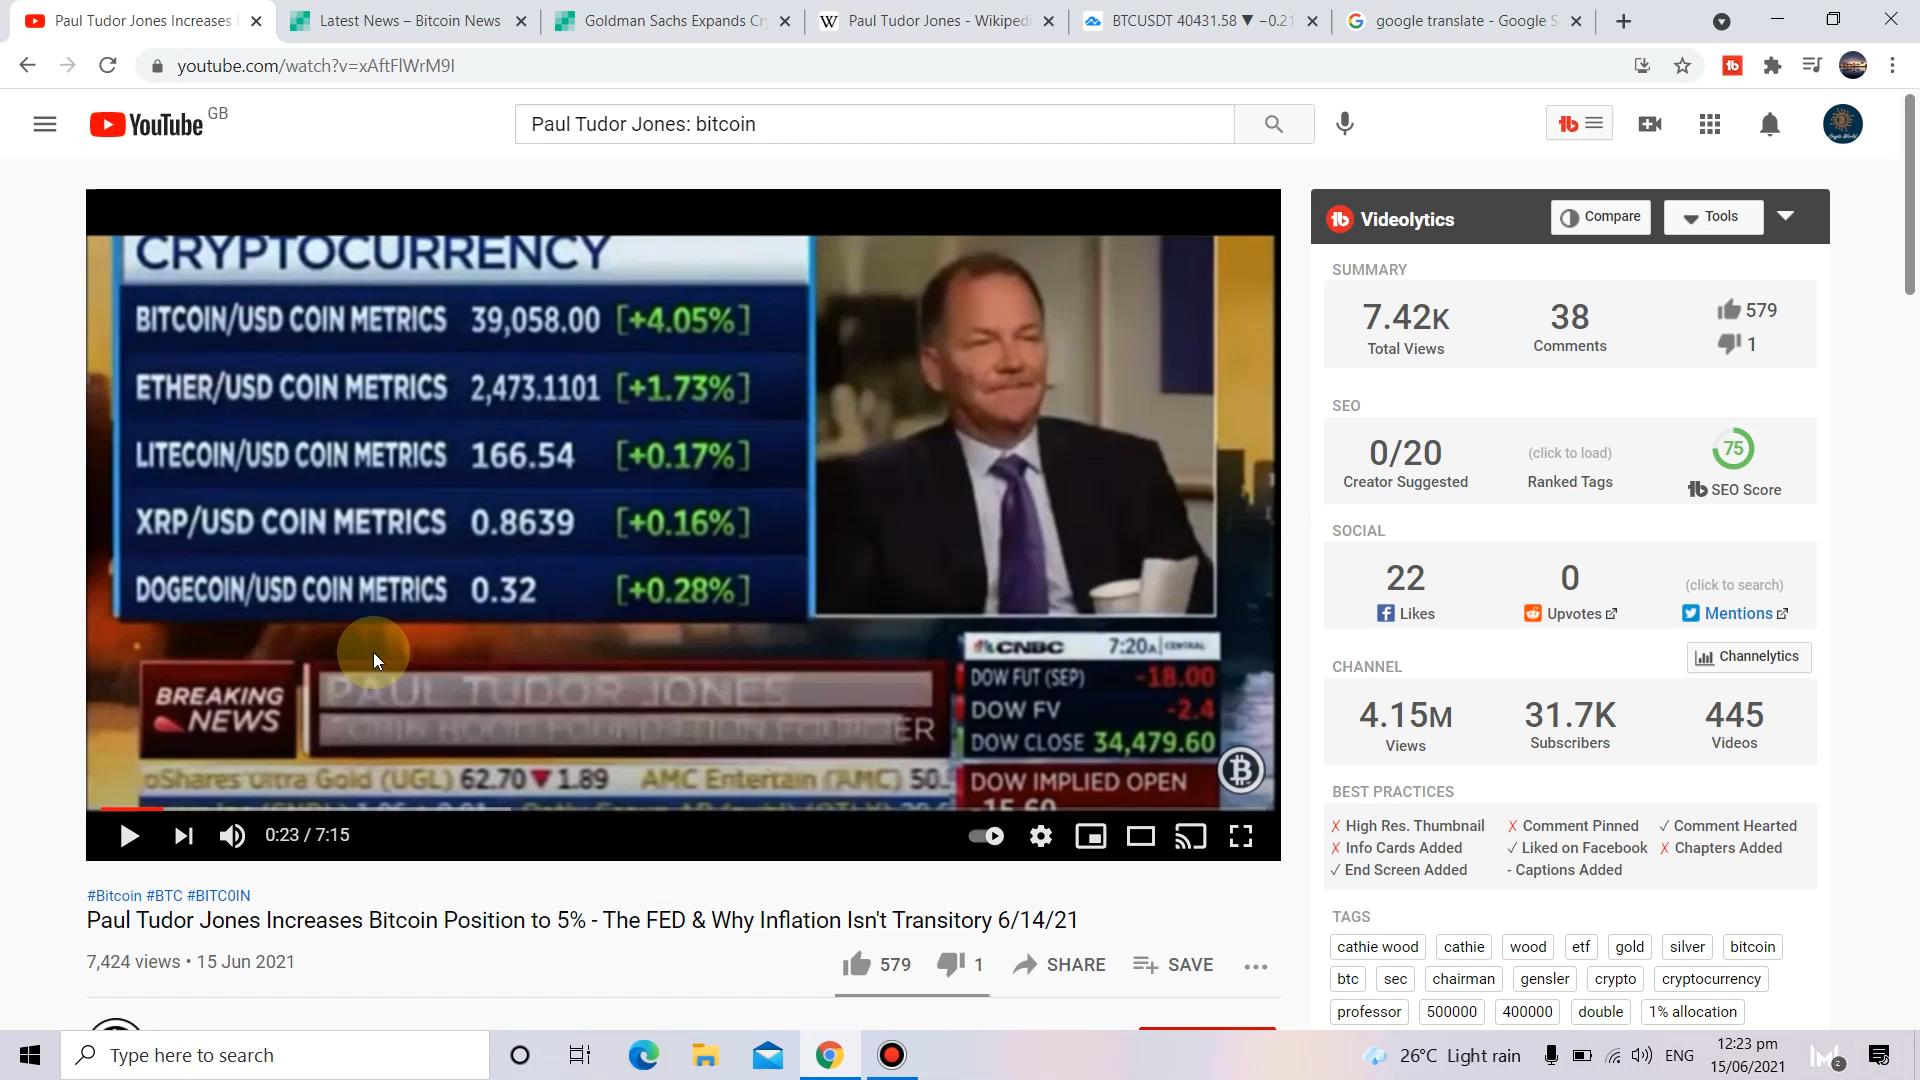 Paul Tudor Jones Increases
Latest News – Bitcoin News
Goldman Sachs Expands Cr
Paul Tudor Jones - Wikiped
BTCUSDT 40431.58 ▼ −0.21
google translate - Google S
youtube.com/watch?v=xAftFlWrM9I
YouTube GB
Paul Tudor Jones: bitcoin
CRYPTOCURRENCY
BITCOIN/USD COIN METRICS 39,058.00 [+4.05%]
ETHER/USD COIN METRICS 2,473.1101 [+1.73%]
LITECOIN/USD COIN METRICS 166.54 [+0.17%]
XRP/USD COIN METRICS 0.8639 [+0.16%]
DOGECOIN/USD COIN METRICS 0.32 [+0.28%]
BREAKING
NEWS
PAUL TUDOR JONES
ROBIN HOOD FOUNDATION FOUNDER
CNBC 7:20A CENTRAL
DOW FUT (SEP) -18.00
DOW FV -2.4
DOW CLOSE 34,479.60
DOW IMPLIED OPEN
-15.60
oShares Ultra Gold (UGL) 62.70▼1.89 AMC Entertain (AMC) 50.
0:23 / 7:15
#Bitcoin #BTC #BITC0IN
Paul Tudor Jones Increases Bitcoin Position to 5% - The FED & Why Inflation Isn't Transitory 6/14/21
7,424 views • 15 Jun 2021
579 1 SHARE SAVE
Videolytics
Compare
Tools
SUMMARY
7.42K 38 579
Total Views Comments 1
SEO
0/20 (click to load) 75
Creator Suggested Ranked Tags SEO Score
SOCIAL
22 0 (click to search)
Likes Upvotes Mentions
CHANNEL Channelytics
4.15M 31.7K 445
Views Subscribers Videos
BEST PRACTICES
✗ High Res. Thumbnail ✗ Comment Pinned ✓ Comment Hearted
✗ Info Cards Added ✓ Liked on Facebook ✗ Chapters Added
✓ End Screen Added - Captions Added
TAGS
cathie wood cathie wood etf gold silver bitcoin
btc sec chairman gensler crypto cryptocurrency
professor 500000 400000 double 1% allocation
Type here to search
26°C Light rain ENG
12:23 pm
15/06/2021
2